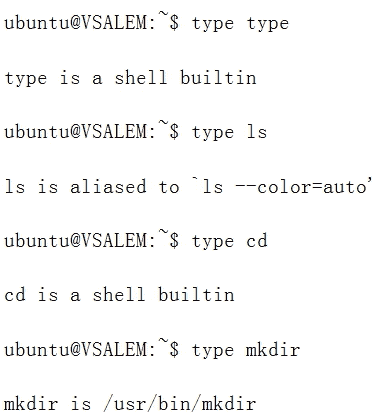 ubuntu@VSALEM:~$ type type
type is a shell builtin
ubuntu@VSALEM:~$ type ls
ls is aliased to `ls --color=auto'
ubuntu@VSALEM:~$ type cd
cd is a shell builtin
ubuntu@VSALEM:~$ type mkdir
mkdir is /usr/bin/mkdir